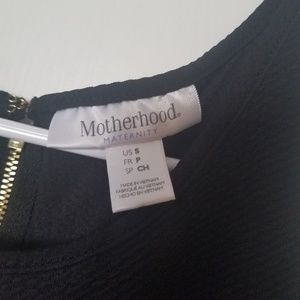 Motherhood®
MATERNITY
US S
FR P
SP CH
MADE IN VIETNAM
FABRIQUÉ AU VIETNAM
HECHO EN VIETNAM